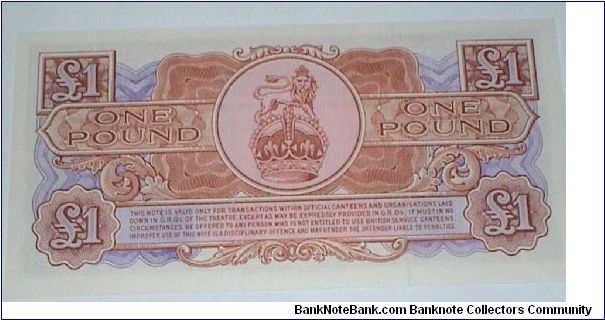 £1
£1
ONE
POUND
ONE
POUND
THIS NOTE IS VALID ONLY FOR TRANSACTIONS WITHIN OFFICIAL CANTEENS AND ORGANISATIONS LAID
DOWN IN G.R.O's. OF THE THEATRE, EXCEPT AS MAY BE EXPRESSLY PROVIDED IN G.R.O's. IT MUST IN NO
CIRCUMSTANCES BE OFFERED TO ANY PERSON WHO IS NOT ENTITLED TO USE BRITISH SERVICE CANTEENS.
IMPROPER USE OF THIS NOTE IS A DISCIPLINARY OFFENCE AND MAY RENDER THE OFFENDER LIABLE TO PENALTIES.
£1
£1
BankNoteBank.com Banknote Collectors Community